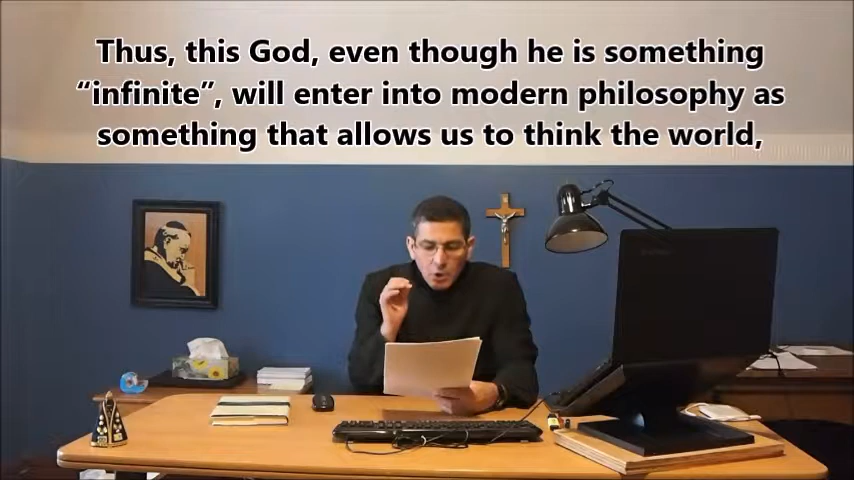 Thus, this God, even though he is something
“infinite”, will enter into modern philosophy as
something that allows us to think the world,